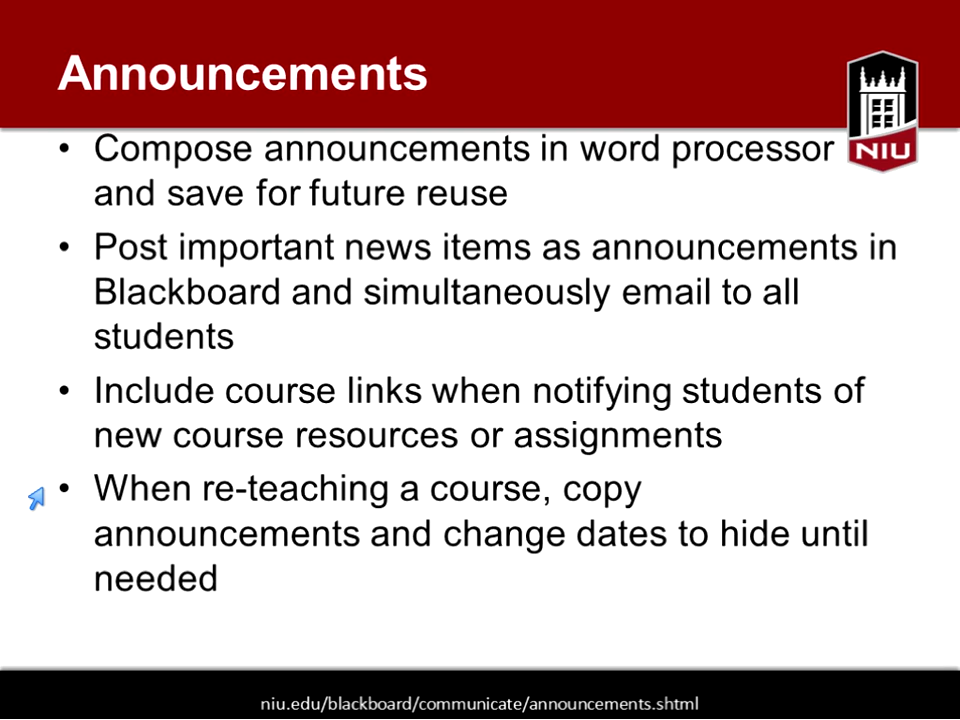 Announcements
NIU
• Compose announcements in word processor
and save for future reuse
• Post important news items as announcements in
Blackboard and simultaneously email to all
students
• Include course links when notifying students of
new course resources or assignments
• When re-teaching a course, copy
announcements and change dates to hide until
needed
niu.edu/blackboard/communicate/announcements.shtml